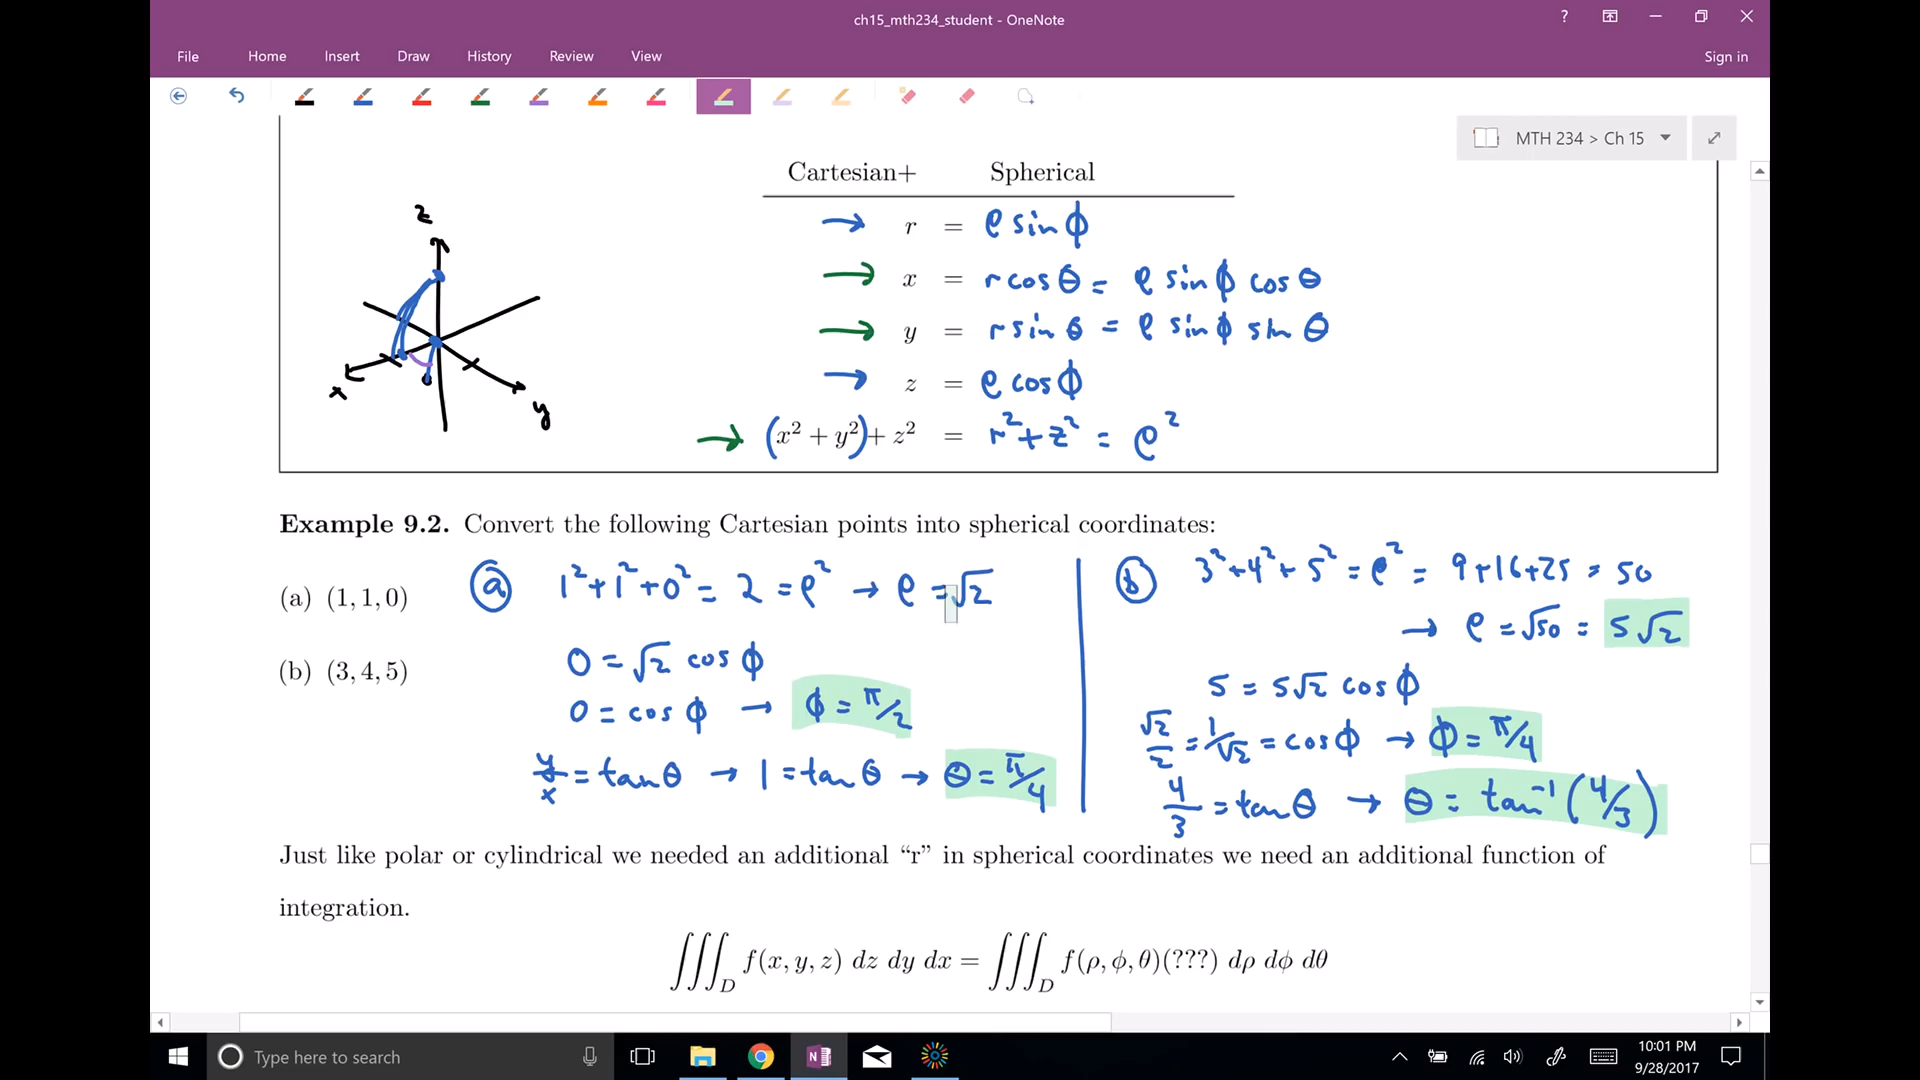 ch15_mth234_student - OneNote
?
File Home Insert Draw History Review View Sign in
MTH 234 > Ch 15
Cartesian+ Spherical
→ r = ρ sin φ
→ x = r cos θ = ρ sin φ cos θ
→ y = r sin θ = ρ sin φ sin θ
→ z = ρ cos φ
→ (x² + y²) + z² = r² + z² = ρ²
z
x
y
Example 9.2. Convert the following Cartesian points into spherical coordinates:
(a) (1, 1, 0)
(b) (3, 4, 5)
ⓐ 1² + 1² + 0² = 2 = ρ² → ρ = √2
0 = √2 cos φ
0 = cos φ → φ = π/2
y/x = tan θ → 1 = tan θ → θ = π/4
ⓑ 3² + 4² + 5² = ρ² = 9 + 16 + 25 = 50
→ ρ = √50 = 5√2
5 = 5√2 cos φ
√2/2 = 1/√2 = cos φ → φ = π/4
4/3 = tan θ → θ = tan⁻¹ (4/3)
Just like polar or cylindrical we needed an additional “r” in spherical coordinates we need an additional function of
integration.
∭_D f(x, y, z) dz dy dx = ∭_D f(ρ, φ, θ)(???) dρ dφ dθ
Type here to search
10:01 PM
9/28/2017